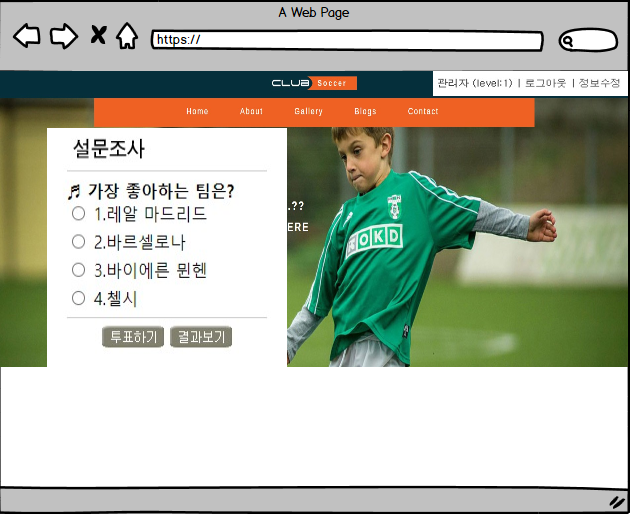 A Web Page
https://
CLUB Soccer
관리자 (level:1) | 로그아웃 | 정보수정
Home About Gallery Blogs Contact
설문조사
♬ 가장 좋아하는 팀은?
1.레알 마드리드
2.바르셀로나
3.바이에른 뮌헨
4.첼시
투표하기 결과보기
.??
ERE
OKD